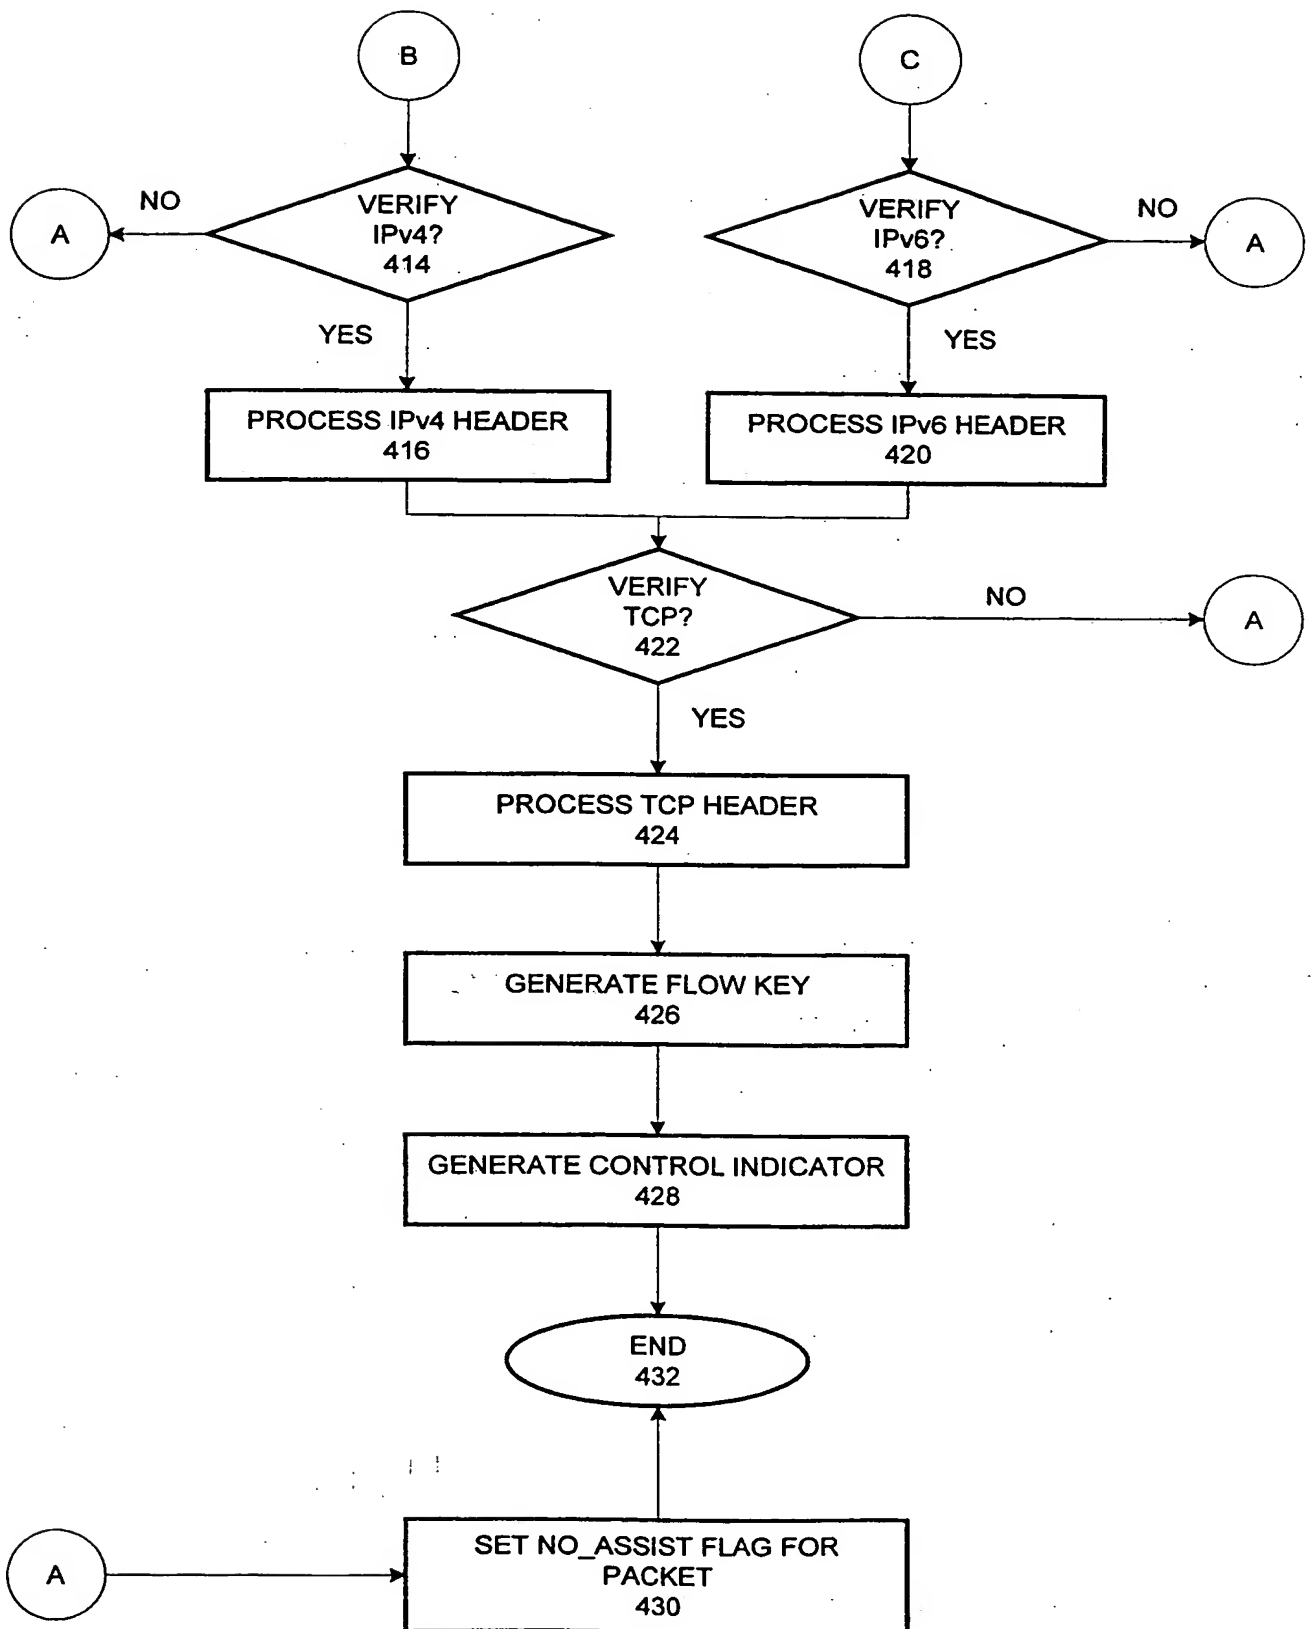 B
C
NO
VERIFY
IPv4?
414
A
VERIFY
IPv6?
418
NO
A
YES
YES
PROCESS IPv4 HEADER
416
PROCESS IPv6 HEADER
420
VERIFY
TCP?
422
NO
A
YES
PROCESS TCP HEADER
424
GENERATE FLOW KEY
426
GENERATE CONTROL INDICATOR
428
END
432
A
SET NO_ASSIST FLAG FOR
PACKET
430